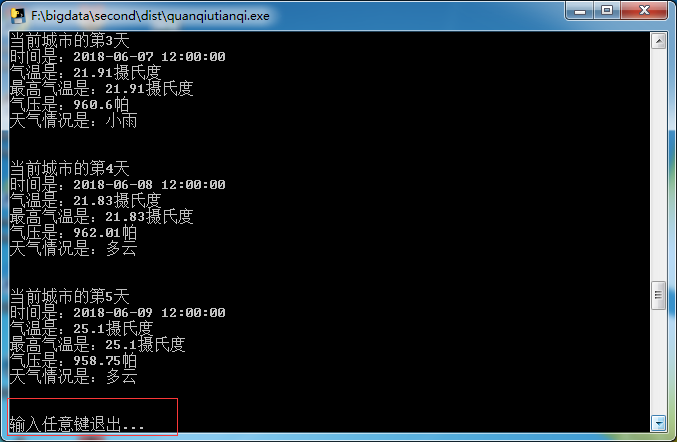 F:\bigdata\second\dist\quanqiutianqi.exe
当前城市的第3天
时间是：2018-06-07 12:00:00
气温是：21.91摄氏度
最高气温是：21.91摄氏度
气压是：960.6帕
天气情况是：小雨
当前城市的第4天
时间是：2018-06-08 12:00:00
气温是：21.83摄氏度
最高气温是：21.83摄氏度
气压是：962.01帕
天气情况是：多云
当前城市的第5天
时间是：2018-06-09 12:00:00
气温是：25.1摄氏度
最高气温是：25.1摄氏度
气压是：958.75帕
天气情况是：多云
输入任意键退出...